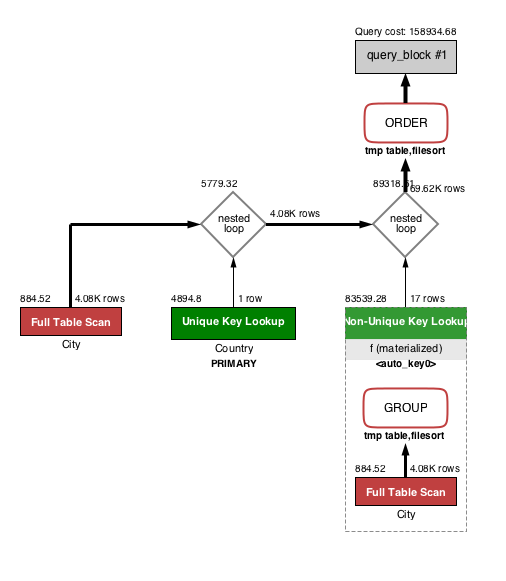 Query cost: 158934.68
query_block #1
ORDER
tmp table,filesort
5779.32
89318.51
69.62K rows
nested
loop
4.08K rows
nested
loop
884.52
4.08K rows
4894.8
1 row
83539.28
17 rows
Full Table Scan
Unique Key Lookup
Non-Unique Key Lookup
City
Country
f (materialized)
PRIMARY
<auto_key0>
GROUP
tmp table,filesort
884.52
4.08K rows
Full Table Scan
City